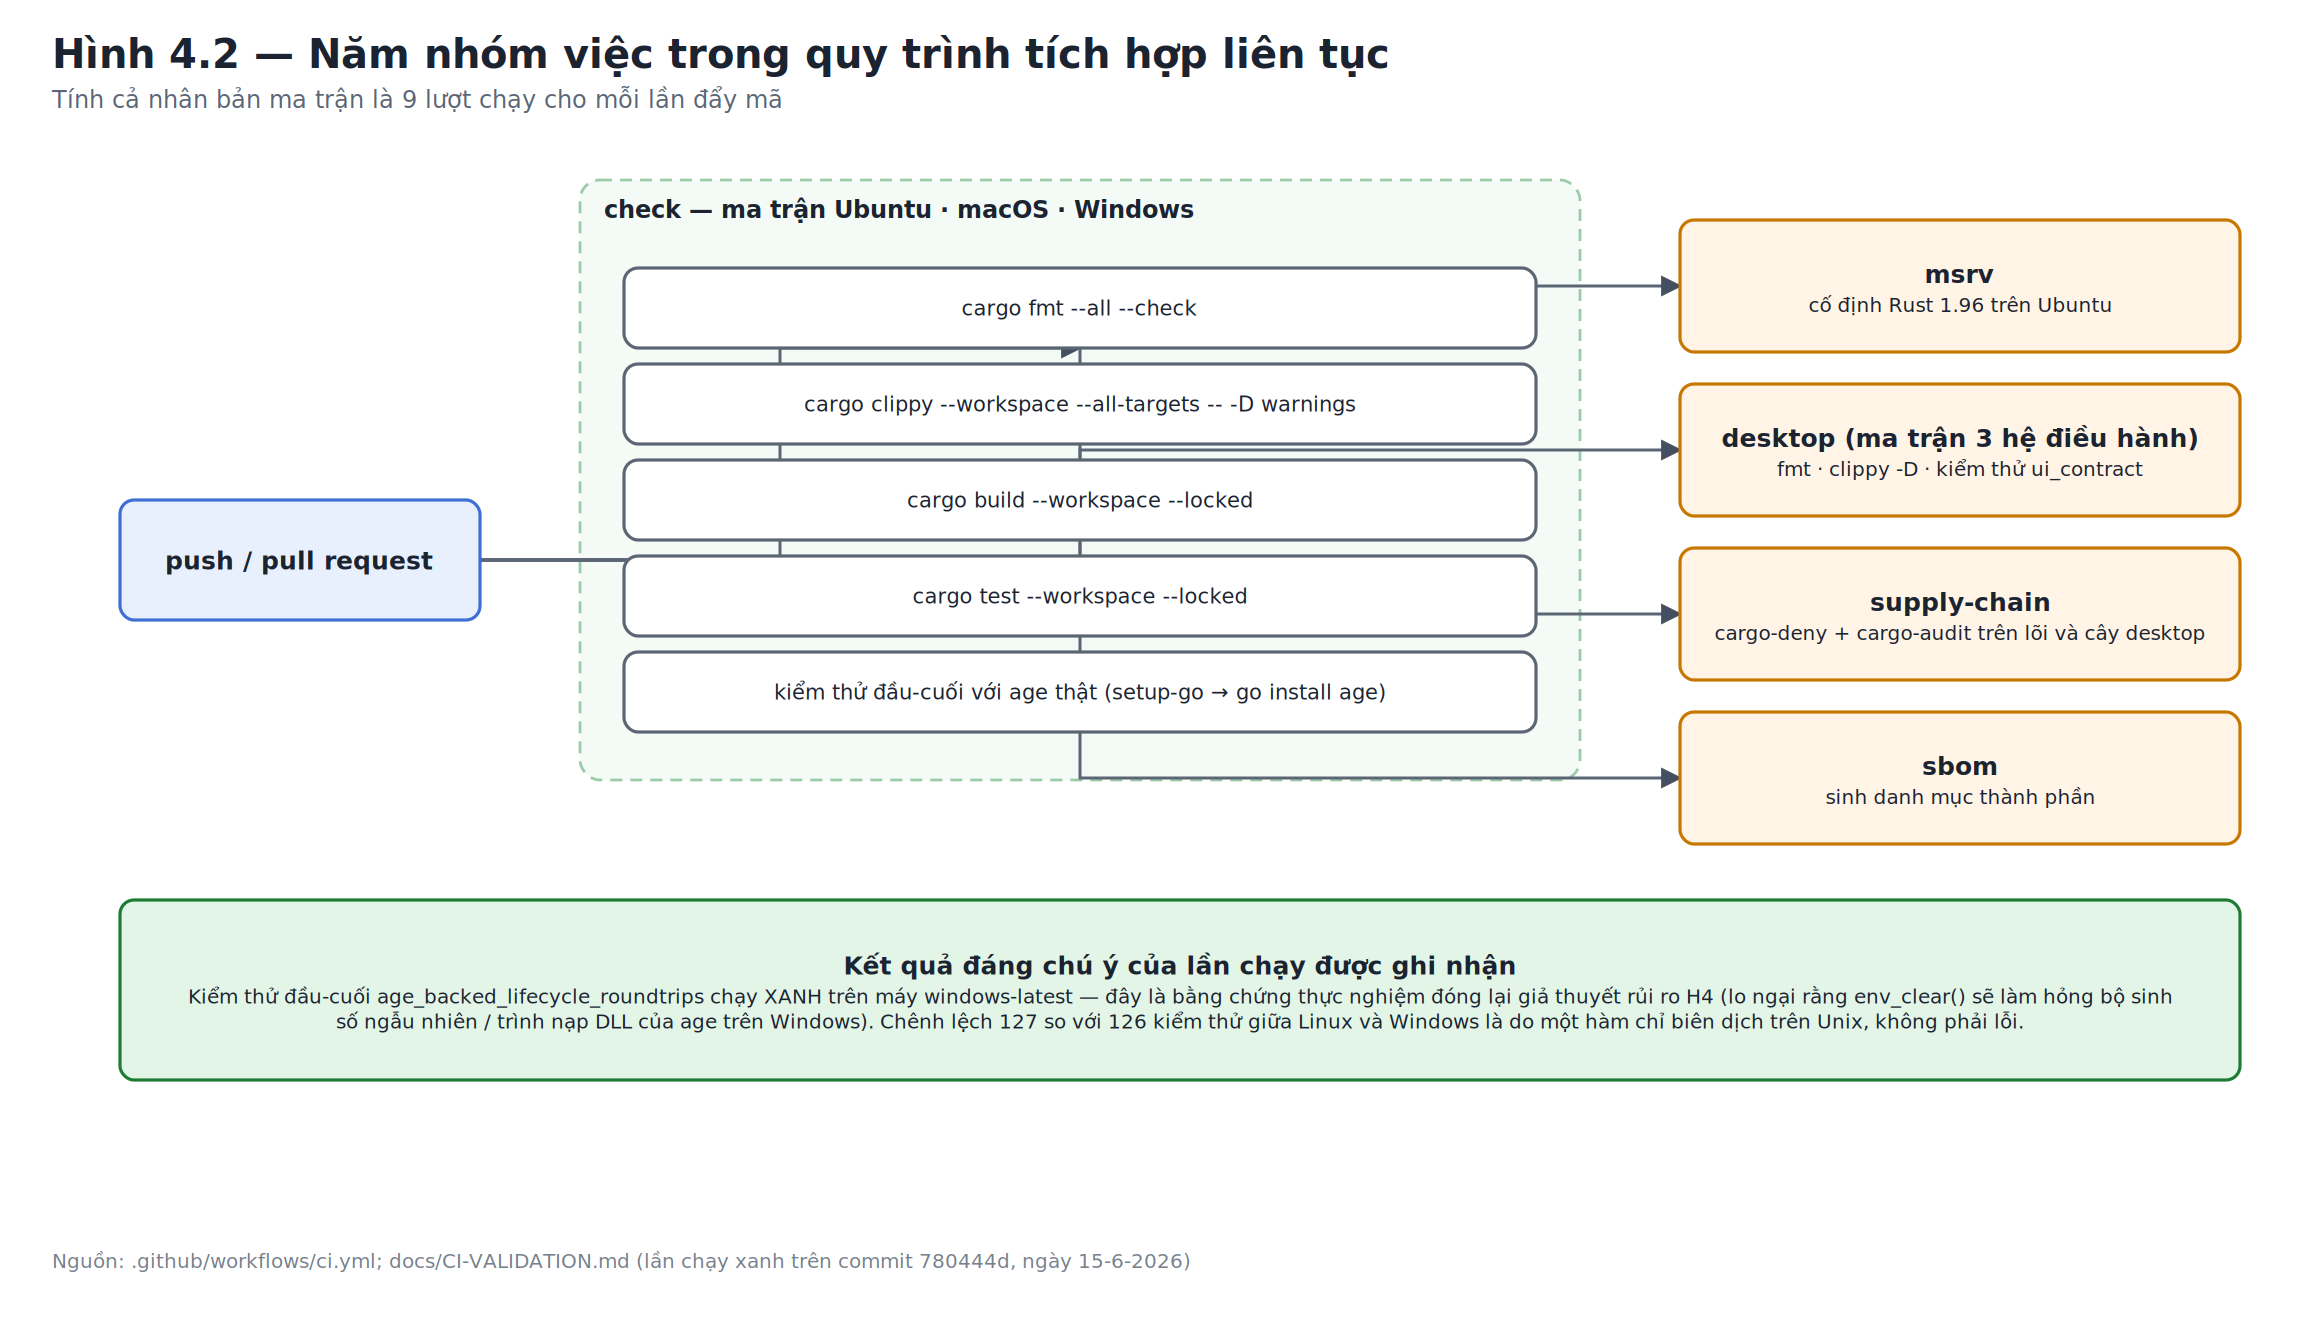 Hình 4.2 — Năm nhóm việc trong quy trình tích hợp liên tục
Tính cả nhân bản ma trận là 9 lượt chạy cho mỗi lần đẩy mã
check — ma trận Ubuntu · macOS · Windows
cargo fmt --all --check
cargo clippy --workspace --all-targets -- -D warnings
cargo build --workspace --locked
cargo test --workspace --locked
kiểm thử đầu-cuối với age thật (setup-go → go install age)
push / pull request
msrv
cố định Rust 1.96 trên Ubuntu
desktop (ma trận 3 hệ điều hành)
fmt · clippy -D · kiểm thử ui_contract
supply-chain
cargo-deny + cargo-audit trên lõi và cây desktop
sbom
sinh danh mục thành phần
Kết quả đáng chú ý của lần chạy được ghi nhận
Kiểm thử đầu-cuối age_backed_lifecycle_roundtrips chạy XANH trên máy windows-latest — đây là bằng chứng thực nghiệm đóng lại giả thuyết rủi ro H4 (lo ngại rằng env_clear() sẽ làm hỏng bộ sinh
số ngẫu nhiên / trình nạp DLL của age trên Windows). Chênh lệch 127 so với 126 kiểm thử giữa Linux và Windows là do một hàm chỉ biên dịch trên Unix, không phải lỗi.
Nguồn: .github/workflows/ci.yml; docs/CI-VALIDATION.md (lần chạy xanh trên commit 780444d, ngày 15-6-2026)